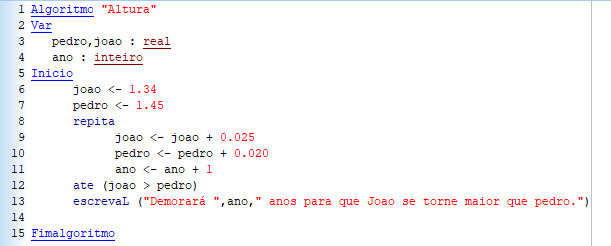 1 Algoritmo "Altura"
2 Var
3 pedro,joao : real
4 ano : inteiro
5 Inicio
6 joao <- 1.34
7 pedro <- 1.45
8 repita
9 joao <- joao + 0.025
10 pedro <- pedro + 0.020
11 ano <- ano + 1
12 ate (joao > pedro)
13 escrevaL ("Demorará ",ano," anos para que Joao se torne maior que pedro.")
14
15 Fimalgoritmo